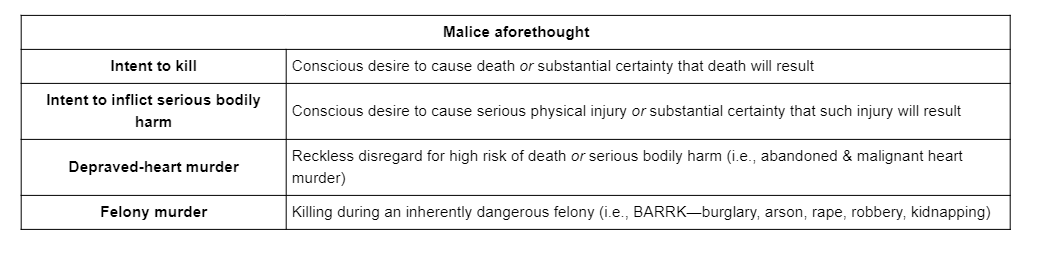 Malice aforethought
Intent to kill
Conscious desire to cause death or substantial certainty that death will result
Intent to inflict serious bodily
harm
Conscious desire to cause serious physical injury or substantial certainty that such injury will result
Depraved-heart murder
Reckless disregard for high risk of death or serious bodily harm (i.e., abandoned & malignant heart
murder)
Felony murder
Killing during an inherently dangerous felony (i.e., BARRK—burglary, arson, rape, robbery, kidnapping)